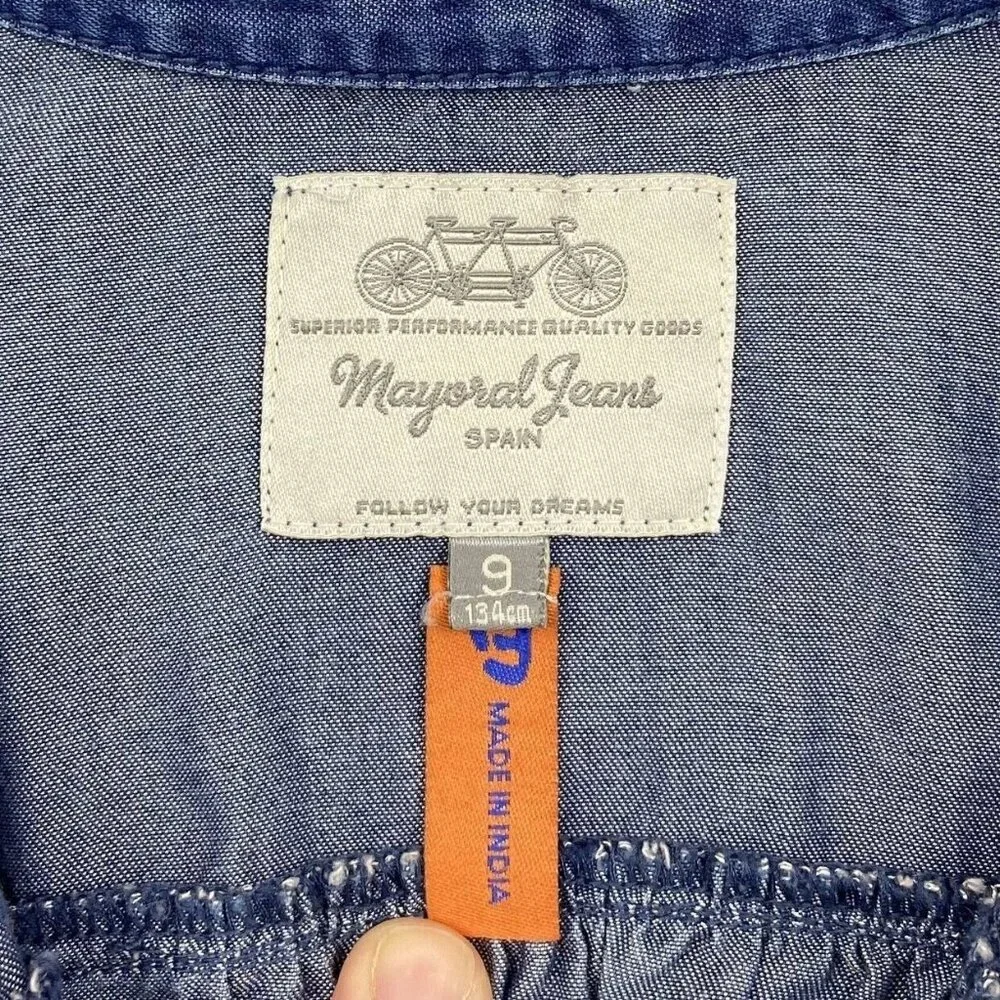 SUPERIOR PERFORMANCE QUALITY GOODS
Mayoral Jeans
SPAIN
FOLLOW YOUR DREAMS
9
134cm
MADE IN INDIA